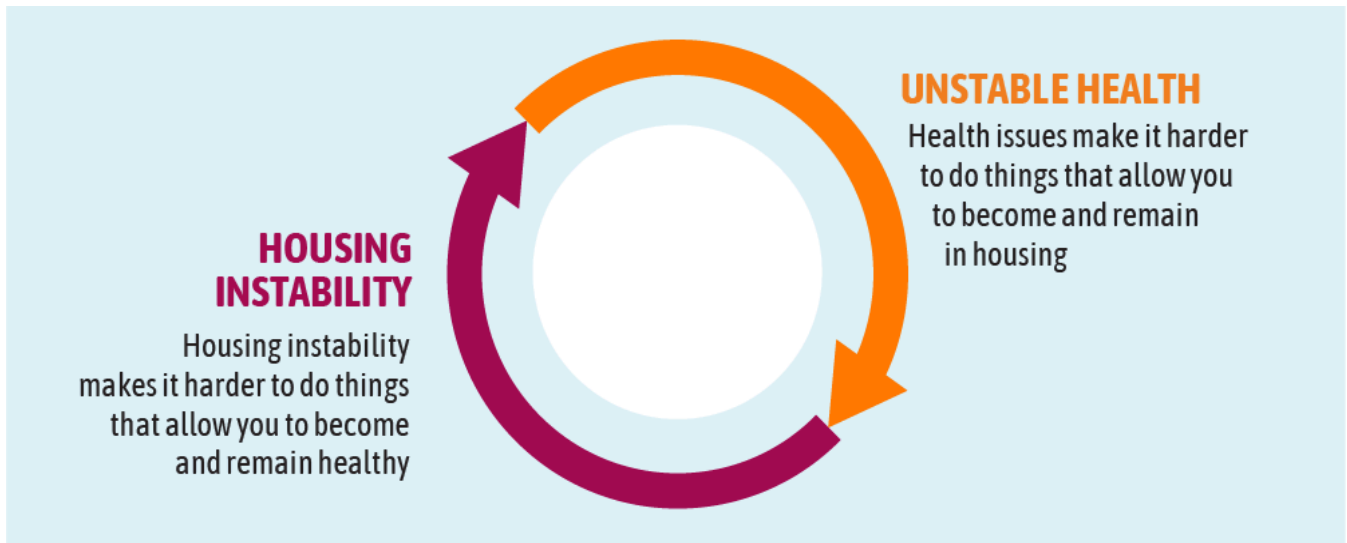 UNSTABLE HEALTH
Health issues make it harder
to do things that allow you
to become and remain
in housing
HOUSING
INSTABILITY
Housing instability
makes it harder to do things
that allow you to become
and remain healthy